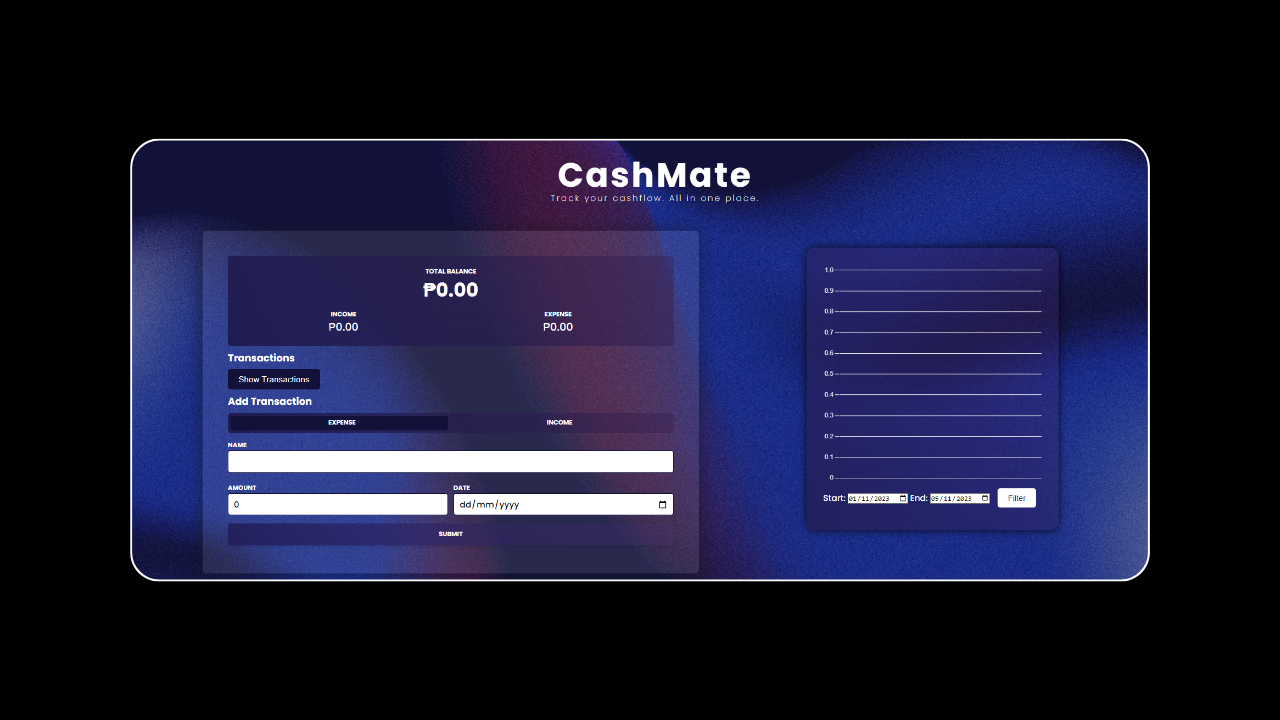 CashMate
Track your cashflow. All in one place.
TOTAL BALANCE
₱0.00
INCOME EXPENSE
₱0.00 ₱0.00
Transactions
Show Transactions
Add Transaction
EXPENSE INCOME
NAME
AMOUNT DATE
0 dd/mm/yyyy
SUBMIT
1.0
0.9
0.8
0.7
0.6
0.5
0.4
0.3
0.2
0.1
0
Start: 01/11/2023 End: 05/11/2023 Filter